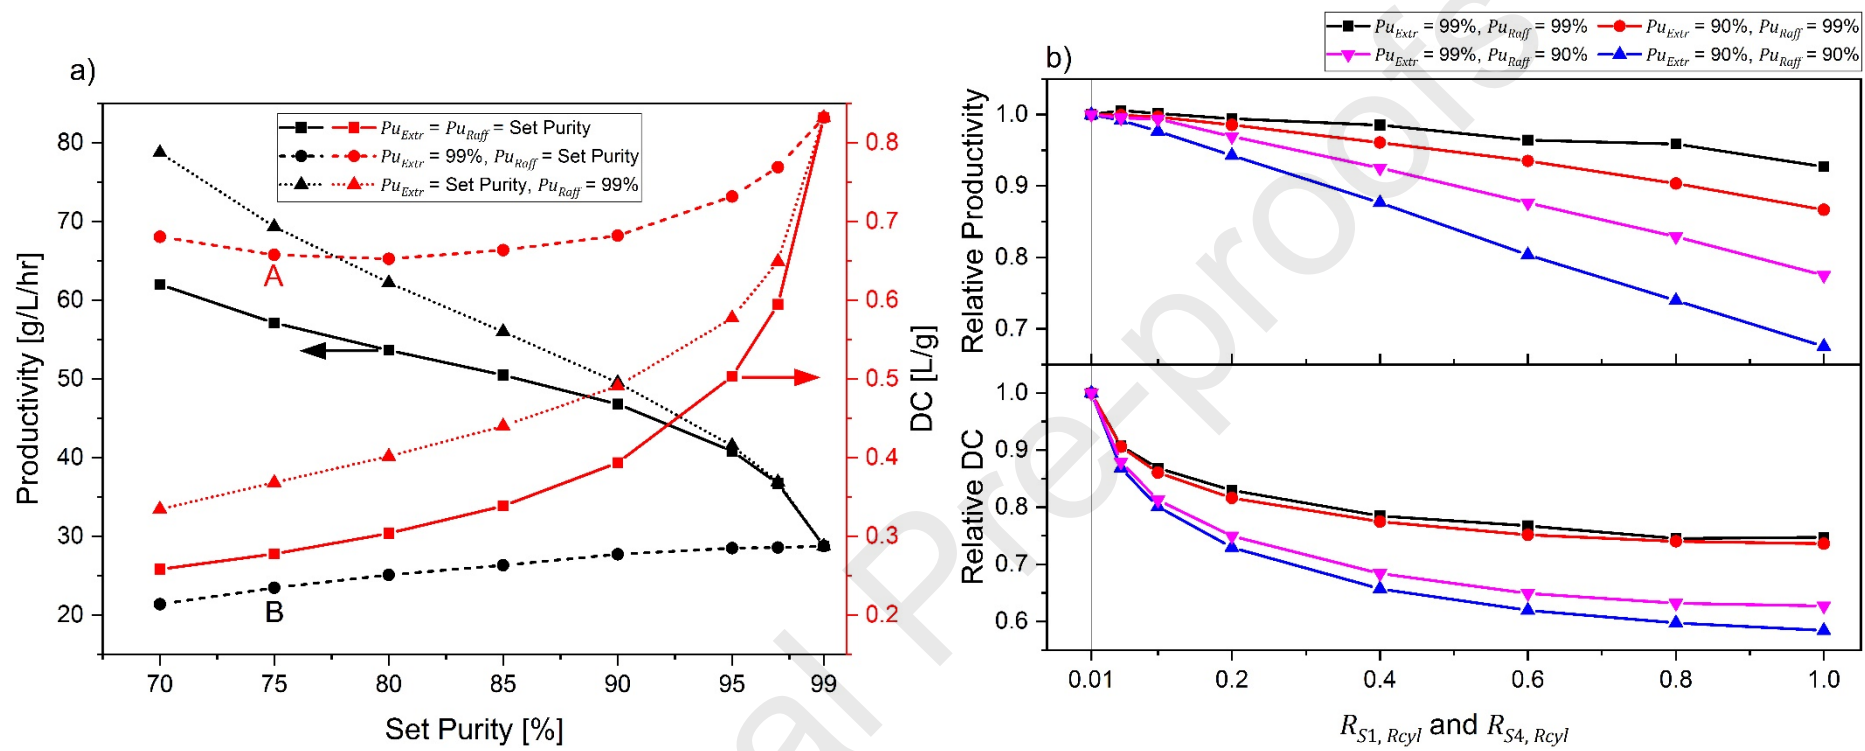 a)
Pu_Extr = Pu_Raff = Set Purity
Pu_Extr = 99%, Pu_Raff = Set Purity
Pu_Extr = Set Purity, Pu_Raff = 99%
Productivity [g/L/hr]
80
70
60
50
40
30
20
A
B
70 75 80 85 90 95 99
Set Purity [%]
0.8
0.7
0.6
0.5
0.4
0.3
0.2
DC [L/g]
b)
Pu_Extr = 99%, Pu_Raff = 99% Pu_Extr = 90%, Pu_Raff = 99%
Pu_Extr = 99%, Pu_Raff = 90% Pu_Extr = 90%, Pu_Raff = 90%
Relative Productivity
1.0
0.9
0.8
0.7
Relative DC
1.0
0.9
0.8
0.7
0.6
0.01 0.2 0.4 0.6 0.8 1.0
R_S1, Rcyl and R_S4, Rcyl
al Pre-proofs